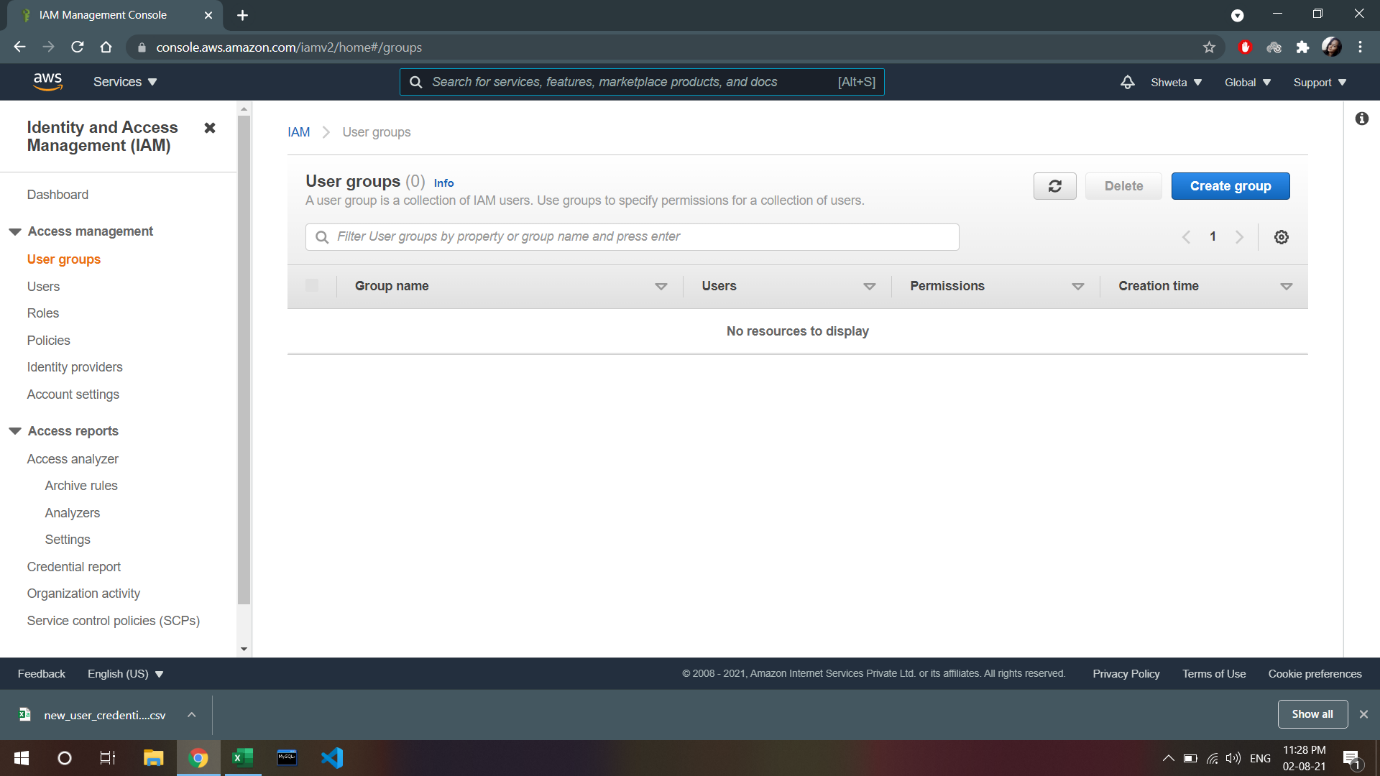 IAM Management Console
console.aws.amazon.com/iamv2/home#/groups
aws
Services
Search for services, features, marketplace products, and docs [Alt+S]
Shweta
Global
Support
Identity and Access
Management (IAM)
Dashboard
Access management
User groups
Users
Roles
Policies
Identity providers
Account settings
Access reports
Access analyzer
Archive rules
Analyzers
Settings
Credential report
Organization activity
Service control policies (SCPs)
IAM
User groups
User groups (0) Info
A user group is a collection of IAM users. Use groups to specify permissions for a collection of users.
Delete
Create group
Filter User groups by property or group name and press enter
1
Group name
Users
Permissions
Creation time
No resources to display
Feedback
English (US)
© 2008 - 2021, Amazon Internet Services Private Ltd. or its affiliates. All rights reserved.
Privacy Policy
Terms of Use
Cookie preferences
new_user_credenti....csv
Show all
MySQL
ENG
11:28 PM
02-08-21
1